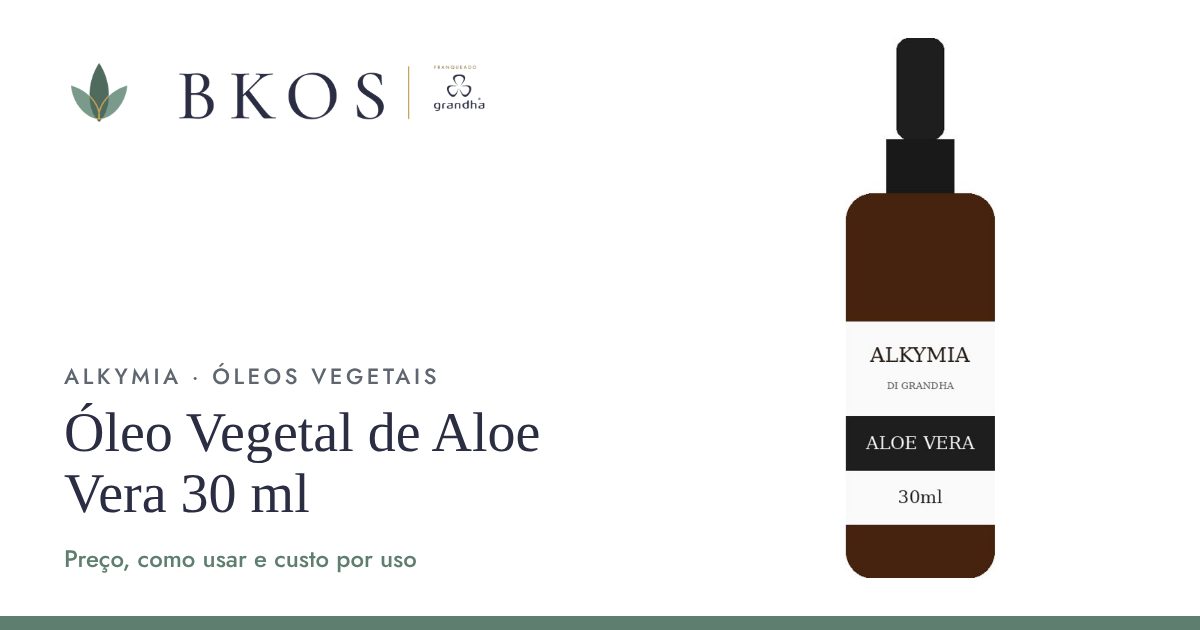 BKOS
FRANQUEADO
grandha
ALKYMIA · ÓLEOS VEGETAIS
Óleo Vegetal de Aloe
Vera 30 ml
Preço, como usar e custo por uso
ALKYMIA
DI GRANDHA
ALOE VERA
30ml